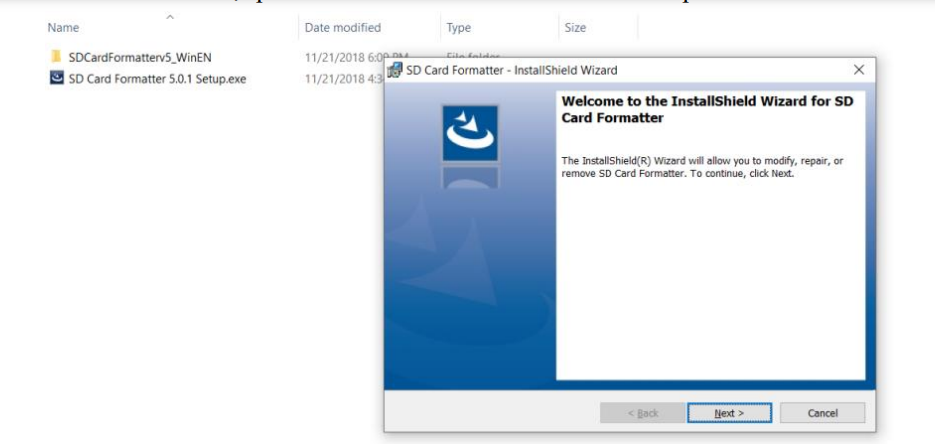 Name Date modified Type Size
SDCardFormatterv5_WinEN 11/21/2018 6:09 PM File folder
SD Card Formatter 5.0.1 Setup.exe 11/21/2018 4:3
SD Card Formatter - InstallShield Wizard
Welcome to the InstallShield Wizard for SD
Card Formatter
The InstallShield(R) Wizard will allow you to modify, repair, or
remove SD Card Formatter. To continue, click Next.
< Back Next > Cancel